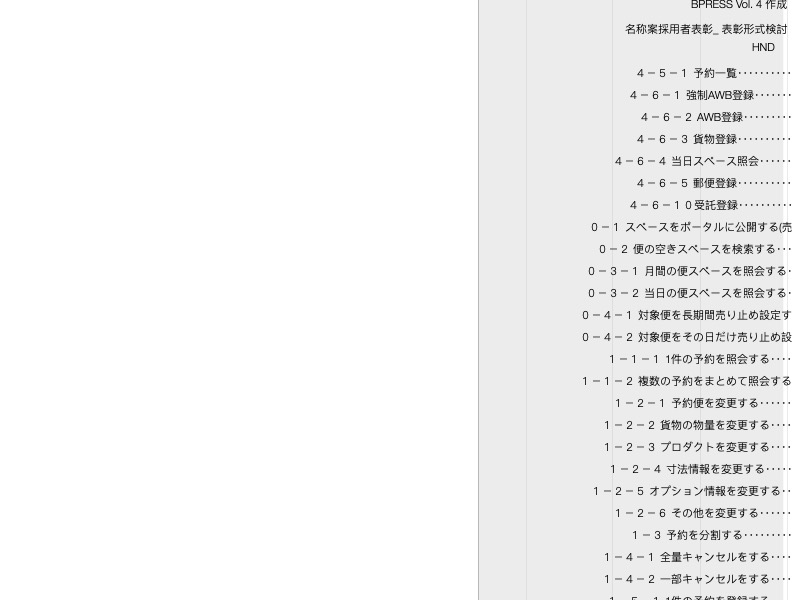 BPRESS Vol. 4 作成
名称案採用者表彰_ 表彰形式検討
HND
４－５－１ 予約一覧‥‥‥‥‥
４－６－１ 強制AWB登録‥‥‥
４－６－２ AWB登録‥‥‥‥
４－６－３ 貨物登録‥‥‥‥‥
４－６－４ 当日スペース照会‥‥‥
４－６－５ 郵便登録‥‥‥‥‥
４－６－１０受託登録‥‥‥‥‥
０－１ スペースをポータルに公開する(売
０－２ 便の空きスペースを検索する‥‥
０－３－１ 月間の便スペースを照会する‥
０－３－２ 当日の便スペースを照会する‥
０－４－１ 対象便を長期間売り止め設定す
０－４－２ 対象便をその日だけ売り止め設
１－１－１ 1件の予約を照会する‥‥
１－１－２ 複数の予約をまとめて照会する
１－２－１ 予約便を変更する‥‥‥
１－２－２ 貨物の物量を変更する‥‥
１－２－３ プロダクトを変更する‥‥
１－２－４ 寸法情報を変更する‥‥‥
１－２－５ オプション情報を変更する‥
１－２－６ その他を変更する‥‥‥
１－３ 予約を分割する‥‥‥‥
１－４－１ 全量キャンセルをする‥‥
１－４－２ 一部キャンセルをする‥‥
１－５－１ 1件の予約を登録する‥‥